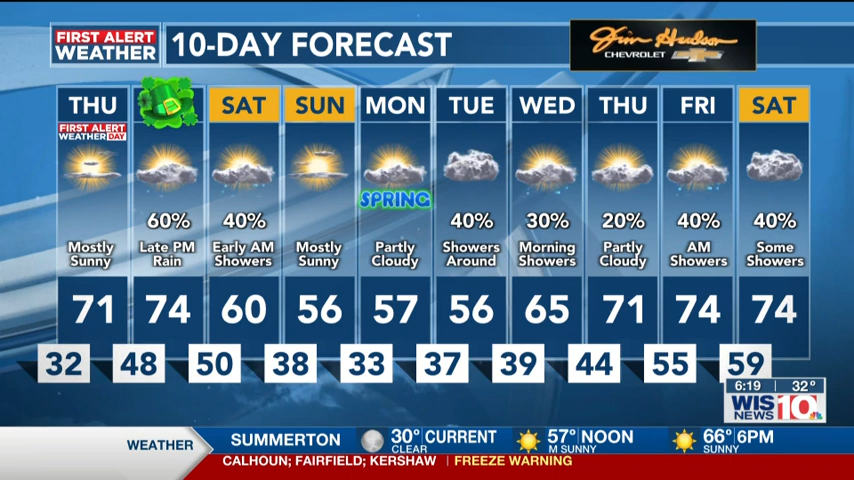 FIRST ALERT
WEATHER
10-DAY FORECAST
Jim Hudson
CHEVROLET
THU SAT SUN MON TUE WED THU FRI SAT
FIRST ALERT
WEATHER DAY
SPRING
60% 40% 40% 30% 20% 40% 40%
Mostly Late PM Early AM Mostly Partly Showers Morning Partly AM Some
Sunny Rain Showers Sunny Cloudy Around Showers Cloudy Showers Showers
71 74 60 56 57 56 65 71 74 74
32 48 50 38 33 37 39 44 55 59
6:19 32°
WIS 10
NEWS
WEATHER SUMMERTON 30° CURRENT 57° NOON 66° 6PM
CLEAR M SUNNY SUNNY
CALHOUN; FAIRFIELD; KERSHAW FREEZE WARNING